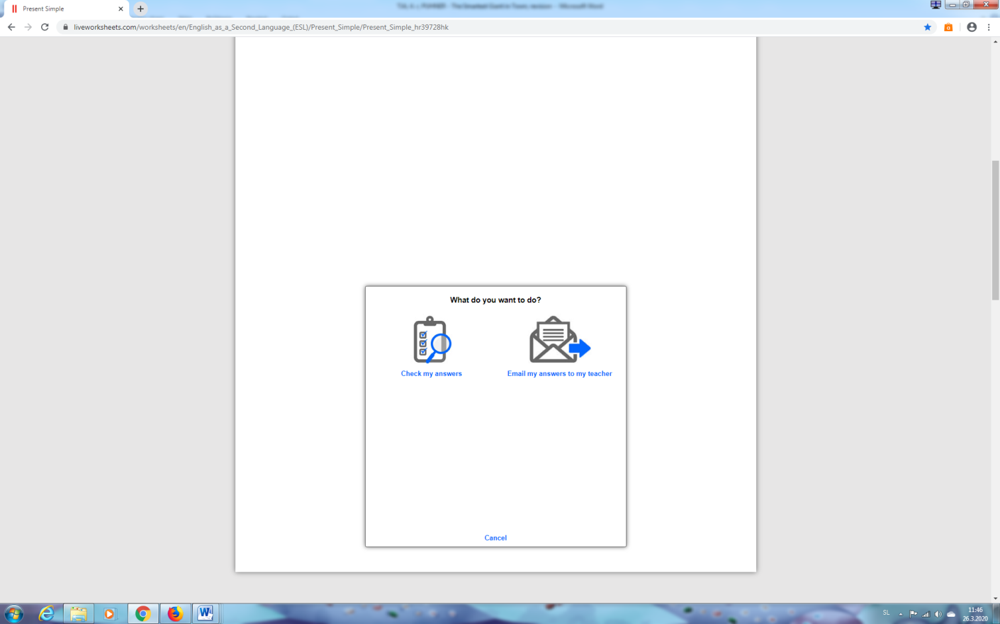 Present Simple
liveworksheets.com/worksheets/en/English_as_a_Second_Language_(ESL)/Present_Simple/Present_Simple_hr39728hk
What do you want to do?
Check my answers
Email my answers to my teacher
Cancel
SL
11:46
26.3.2020